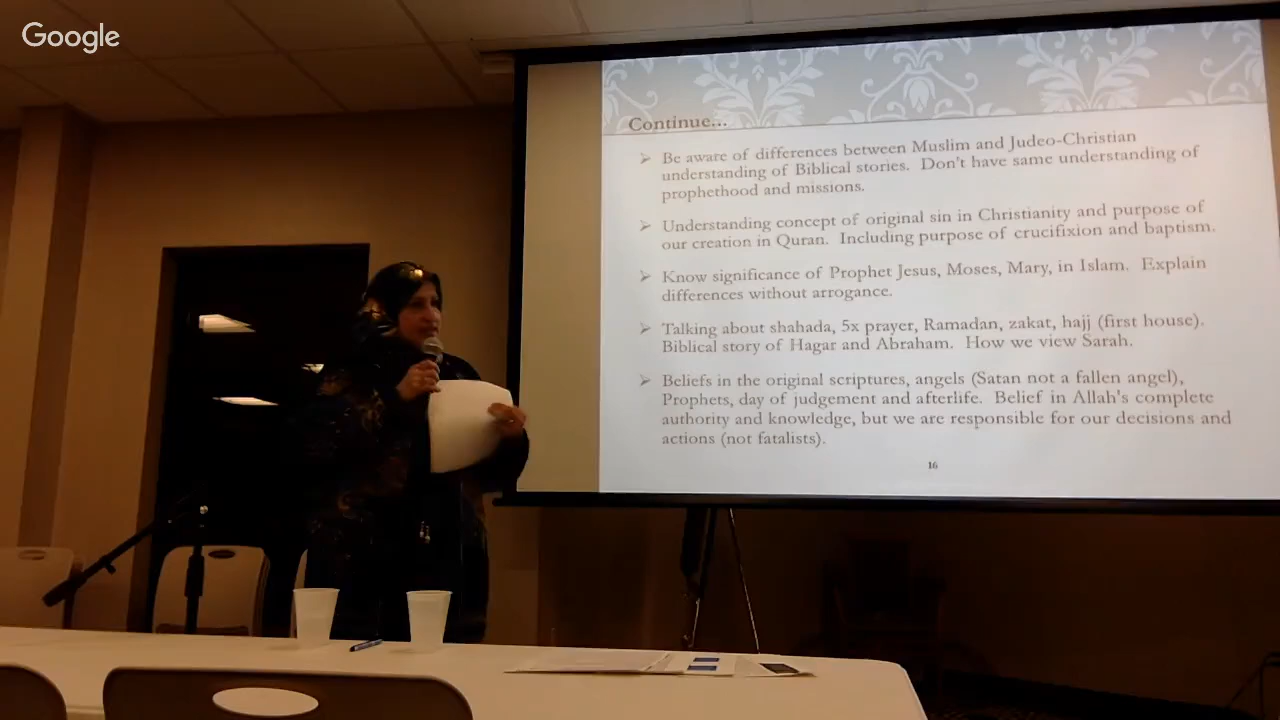 Google
Continue...
➢ Be aware of differences between Muslim and Judeo-Christian
understanding of Biblical stories. Don't have same understanding of
prophethood and missions.
➢ Understanding concept of original sin in Christianity and purpose of
our creation in Quran. Including purpose of crucifixion and baptism.
➢ Know significance of Prophet Jesus, Moses, Mary, in Islam. Explain
differences without arrogance.
➢ Talking about shahada, 5x prayer, Ramadan, zakat, hajj (first house).
Biblical story of Hagar and Abraham. How we view Sarah.
➢ Beliefs in the original scriptures, angels (Satan not a fallen angel),
Prophets, day of judgement and afterlife. Belief in Allah's complete
authority and knowledge, but we are responsible for our decisions and
actions (not fatalists).
16